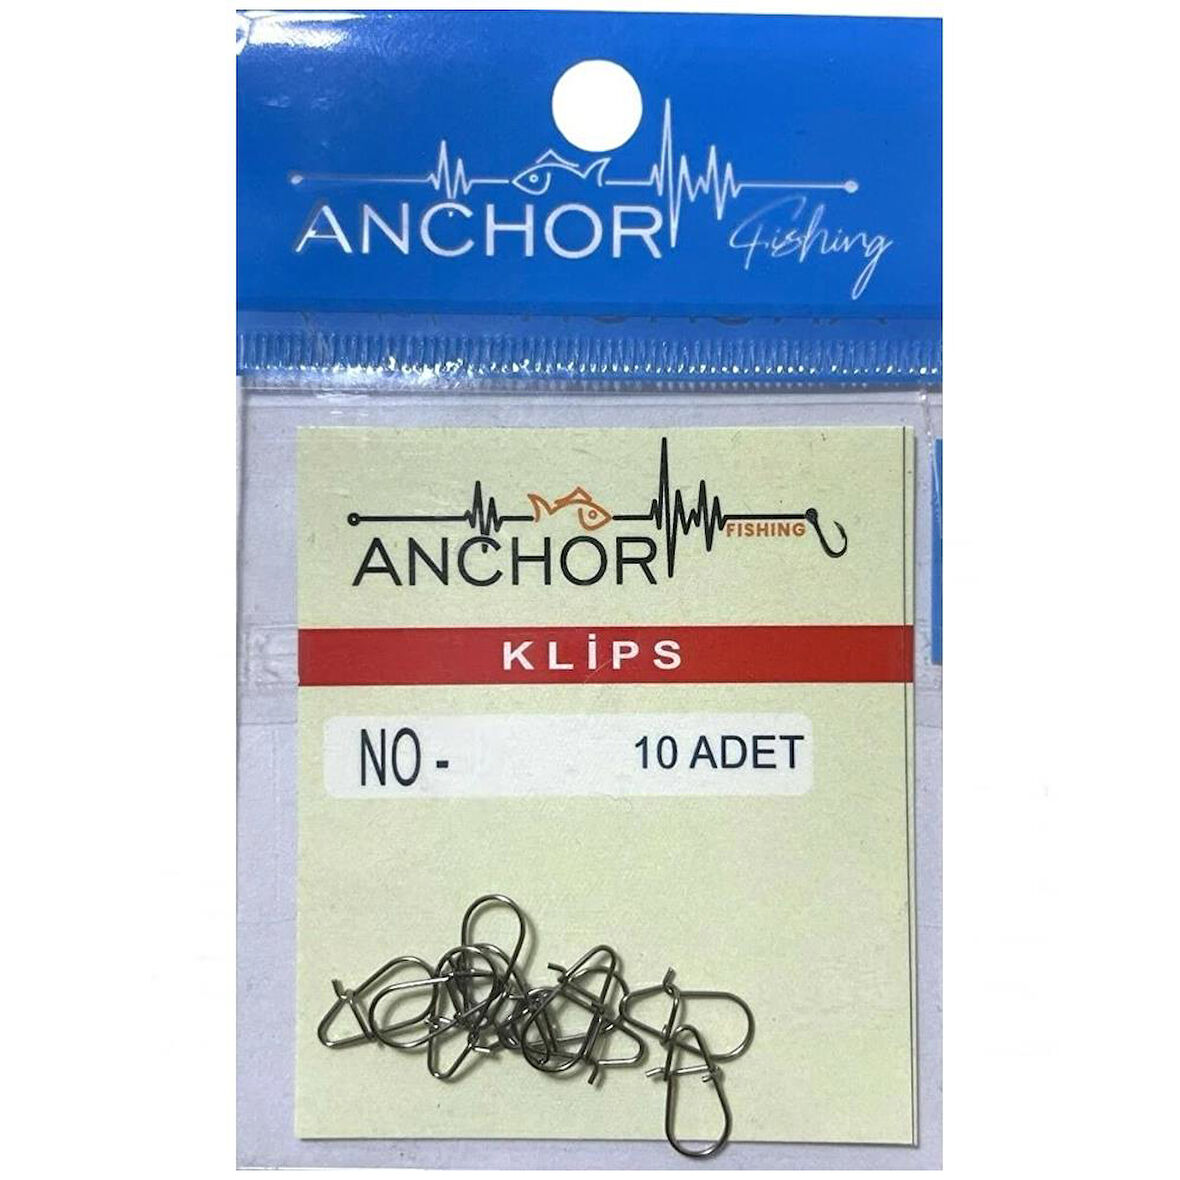 ANCHOR Fishing
ANCHOR FISHING
KLİPS
NO - 10 ADET